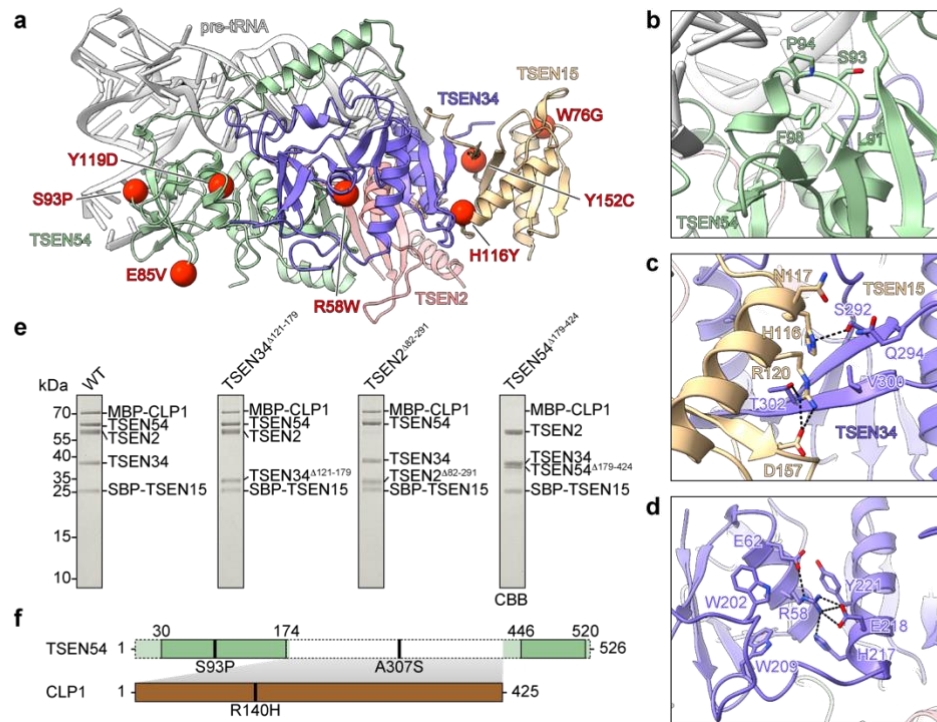 a
pre-tRNA
TSEN15
TSEN34
W76G
Y119D
S93P
Y152C
TSEN54
H116Y
E85V
TSEN2
R58W
b
P94
S93
F98
L91
TSEN54
c
N117
TSEN15
S292
H116
Q294
R120
V300
T302
TSEN34
D157
d
E62
Y221
W202
R58
E218
H217
W209
e
kDa
WT
TSEN34Δ121-179
TSEN2Δ82-291
TSEN54Δ179-424
70
55
40
35
25
15
10
MBP-CLP1
TSEN54
TSEN2
TSEN34
SBP-TSEN15
MBP-CLP1
TSEN54
TSEN2
TSEN34Δ121-179
SBP-TSEN15
MBP-CLP1
TSEN54
TSEN34
TSEN2Δ82-291
SBP-TSEN15
MBP-CLP1
TSEN2
TSEN34
TSEN54Δ179-424
SBP-TSEN15
CBB
f
30 174 446 520
TSEN54 1 526
S93P A307S
CLP1 1 425
R140H